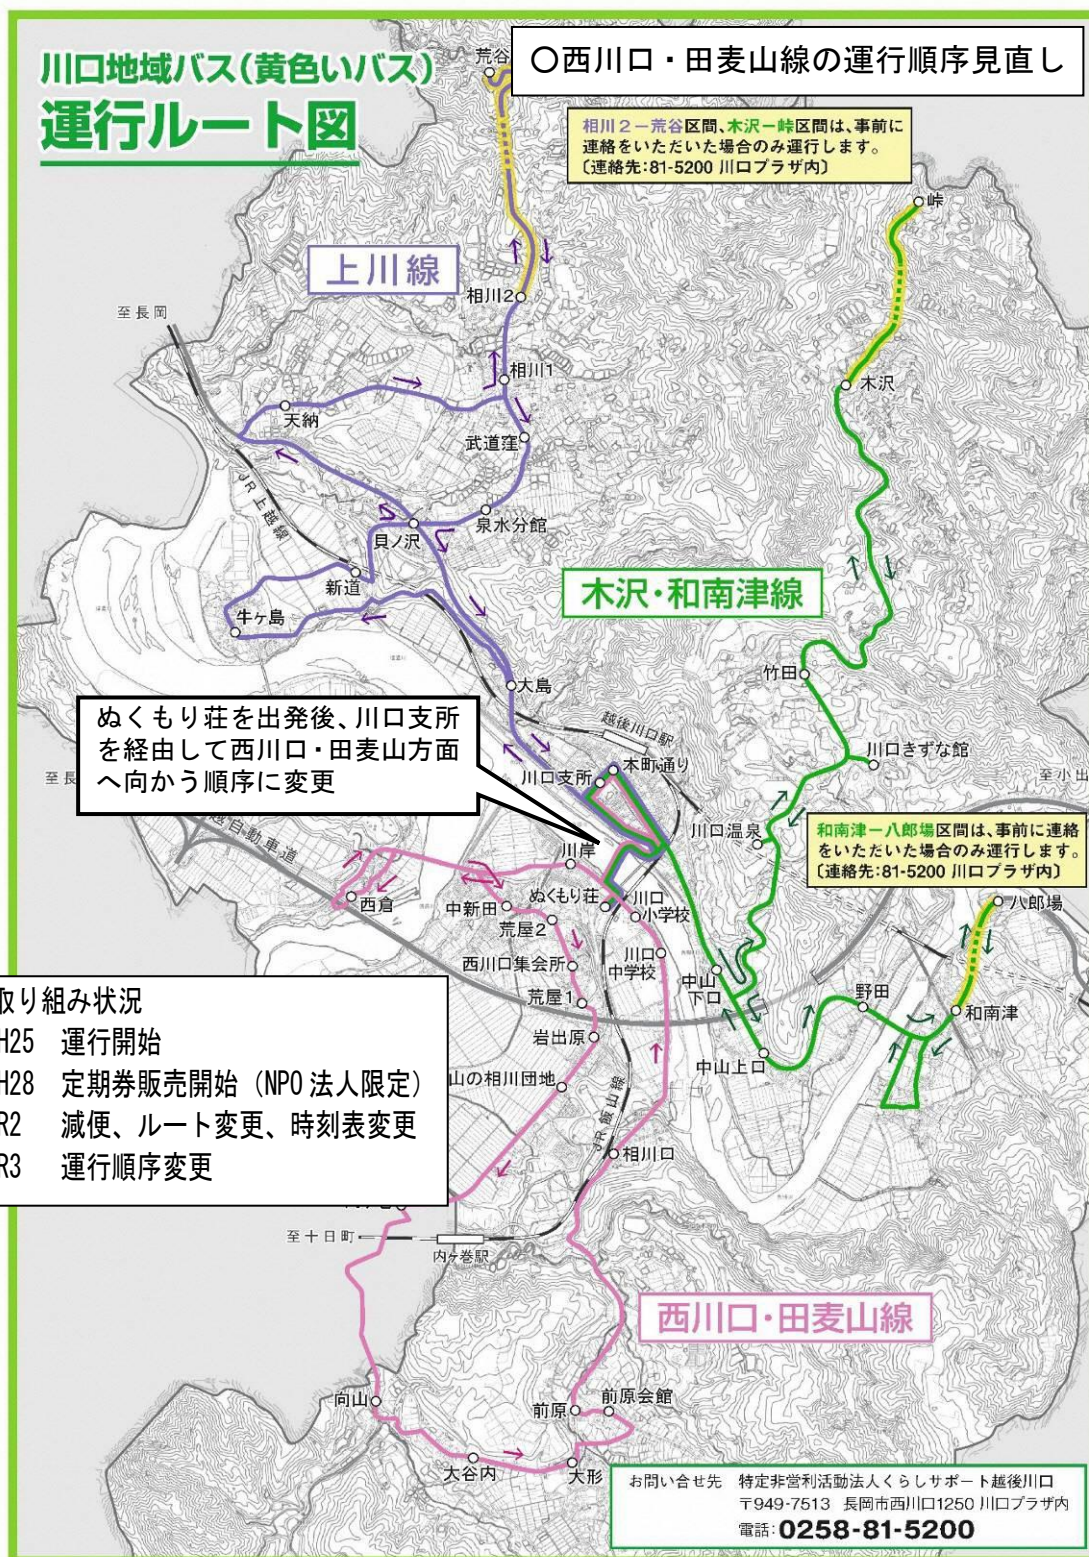 川口地域バス(黄色いバス)
運行ルート図
〇西川口・田麦山線の運行順序見直し
荒谷
相川2ー荒谷区間、木沢ー峠区間は、事前に
連絡をいただいた場合のみ運行します。
〔連絡先:81-5200 川口プラザ内〕
峠
上川線
相川2
至長岡
相川1
木沢
天納
武道窪
JR上越線
泉水分館
貝ノ沢
新道
木沢・和南津線
牛ヶ島
竹田
大島
ぬくもり荘を出発後、川口支所
を経由して西川口・田麦山方面
へ向かう順序に変更
越後川口駅
本町通り
川口支所
川口きずな館
至長
至小出
越自動車道
川口温泉
和南津ー八郎場区間は、事前に連絡
をいただいた場合のみ運行します。
〔連絡先:81-5200 川口プラザ内〕
川岸
西倉
中新田
ぬくもり荘
川口
小学校
八郎場
荒屋2
西川口集会所
川口
中学校
中山
下口
野田
和南津
荒屋1
岩出原
中山上口
取り組み状況
H25 運行開始
H28 定期券販売開始(NPO法人限定)
R2 減便、ルート変更、時刻表変更
R3 運行順序変更
山の相川団地
JR飯山線
相川口
至十日町
内ヶ巻駅
西川口・田麦山線
向山
前原
前原会館
大谷内
大形
お問い合せ先 特定非営利活動法人くらしサポート越後川口
〒949-7513 長岡市西川口1250 川口プラザ内
電話:0258-81-5200